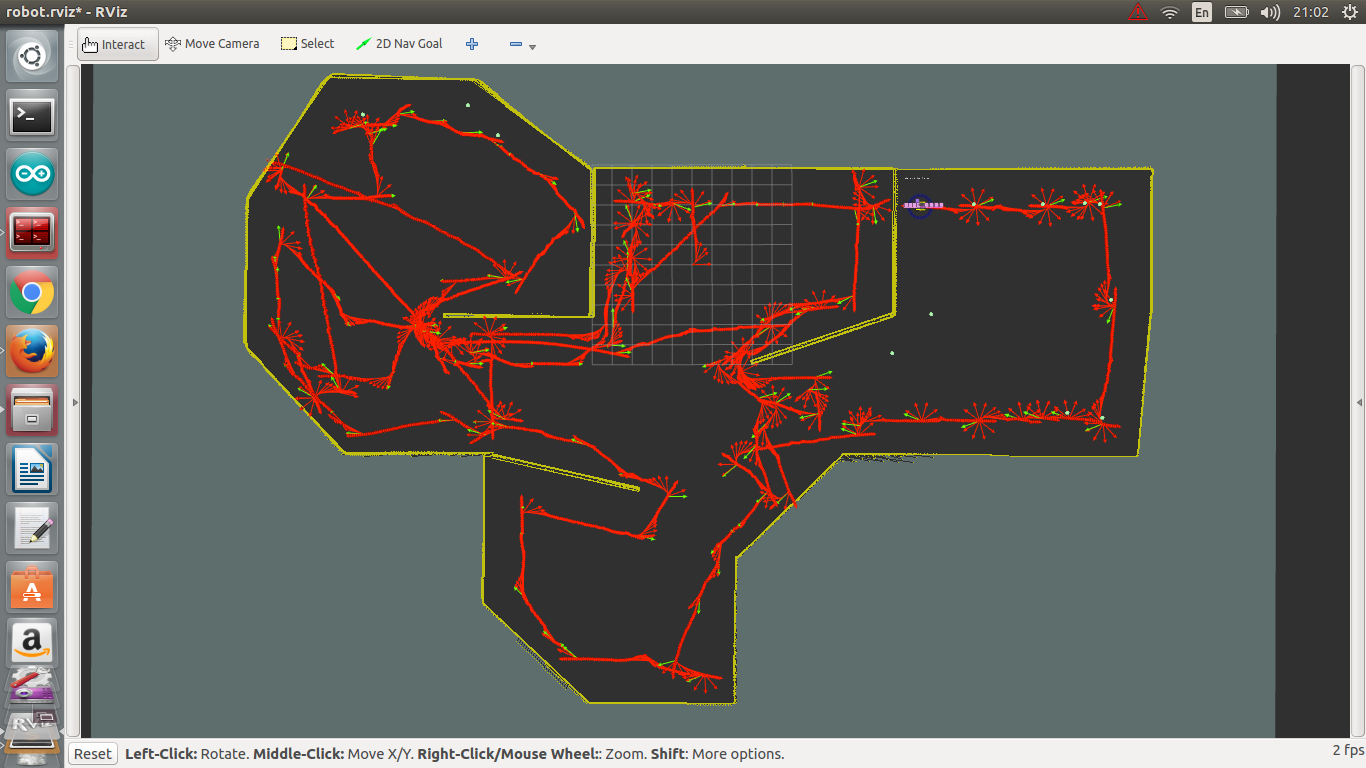 robot.rviz* - RViz
En
21:02
Interact
Move Camera
Select
2D Nav Goal
Reset
Left-Click: Rotate. Middle-Click: Move X/Y. Right-Click/Mouse Wheel:: Zoom. Shift: More options.
2 fps